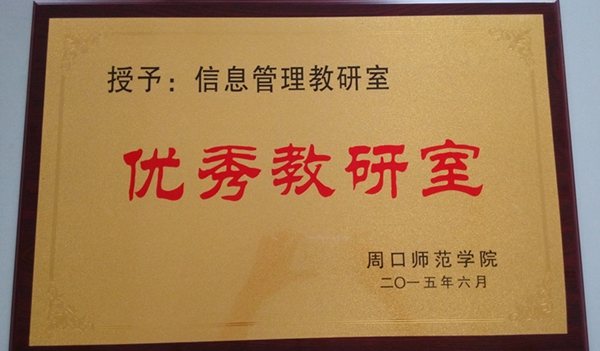 授予：信息管理教研室
优秀教研室
周口师范学院
二〇一五年六月